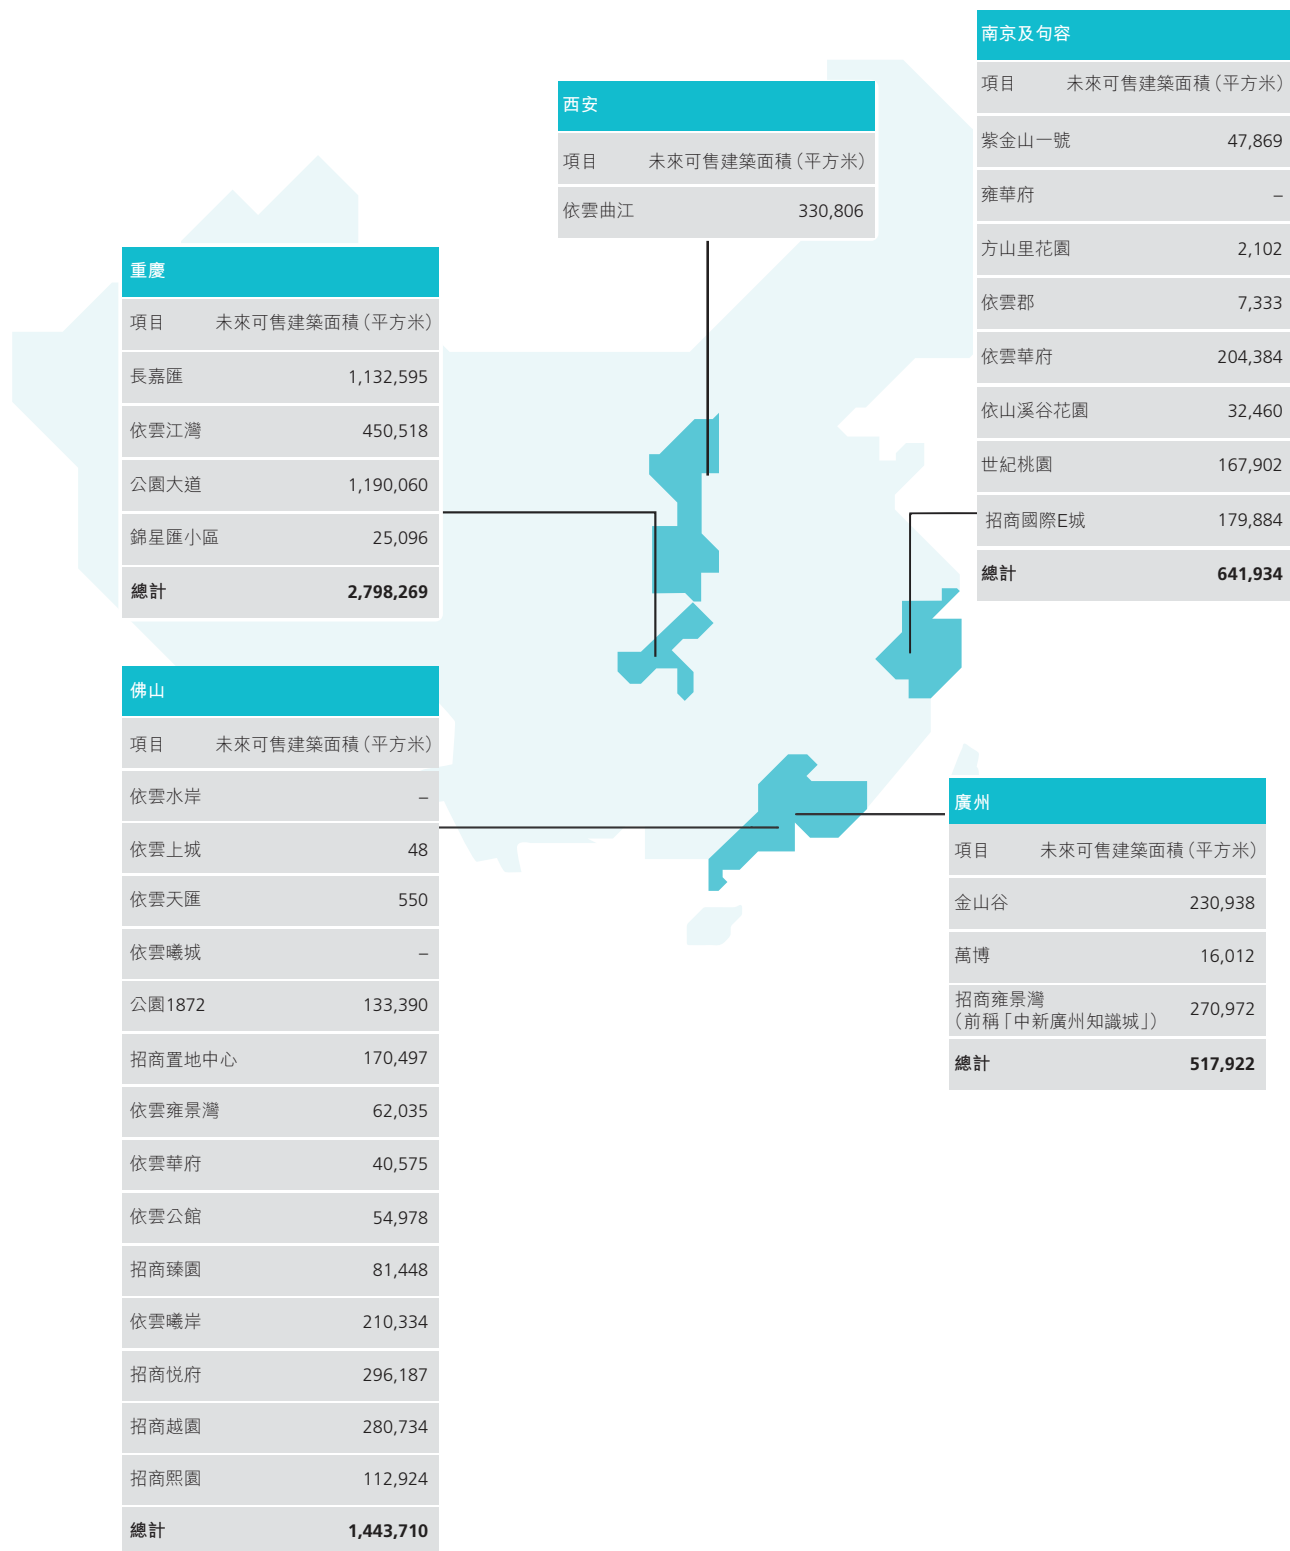 南京及句容
項目 未來可售建築面積（平方米）
紫金山一號 47,869
雍華府 –
方山里花園 2,102
依雲郡 7,333
依雲華府 204,384
依山溪谷花園 32,460
世紀桃園 167,902
招商國際E城 179,884
總計 641,934
西安
項目 未來可售建築面積（平方米）
依雲曲江 330,806
重慶
項目 未來可售建築面積（平方米）
長嘉匯 1,132,595
依雲江灣 450,518
公園大道 1,190,060
錦星匯小區 25,096
總計 2,798,269
佛山
項目 未來可售建築面積（平方米）
依雲水岸 –
依雲上城 48
依雲天匯 550
依雲曦城 –
公園1872 133,390
招商置地中心 170,497
依雲雍景灣 62,035
依雲華府 40,575
依雲公館 54,978
招商臻園 81,448
依雲曦岸 210,334
招商悅府 296,187
招商越園 280,734
招商熙園 112,924
總計 1,443,710
廣州
項目 未來可售建築面積（平方米）
金山谷 230,938
萬博 16,012
招商雍景灣
（前稱「中新廣州知識城」） 270,972
總計 517,922